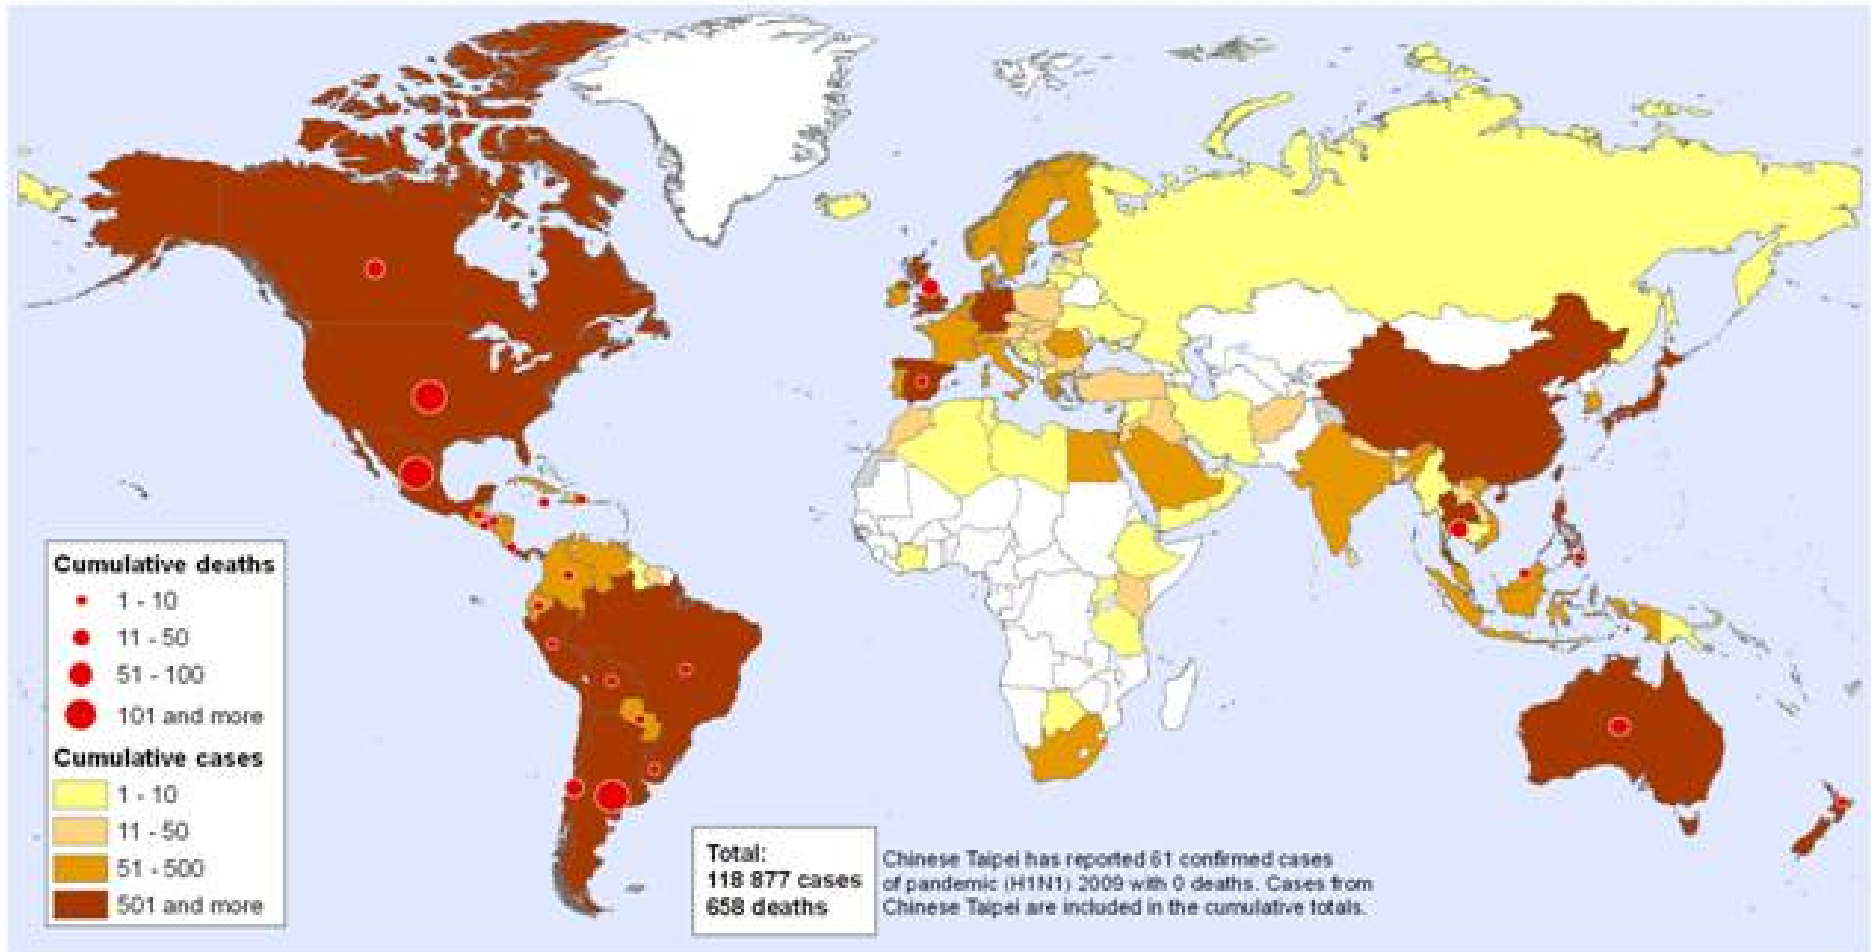 Cumulative deaths
1 - 10
11 - 50
51 - 100
101 and more
Cumulative cases
1 - 10
11 - 50
51 - 500
501 and more
Total:
118 877 cases
658 deaths
Chinese Taipei has reported 61 confirmed cases
of pandemic (H1N1) 2009 with 0 deaths. Cases from
Chinese Taipei are included in the cumulative totals.